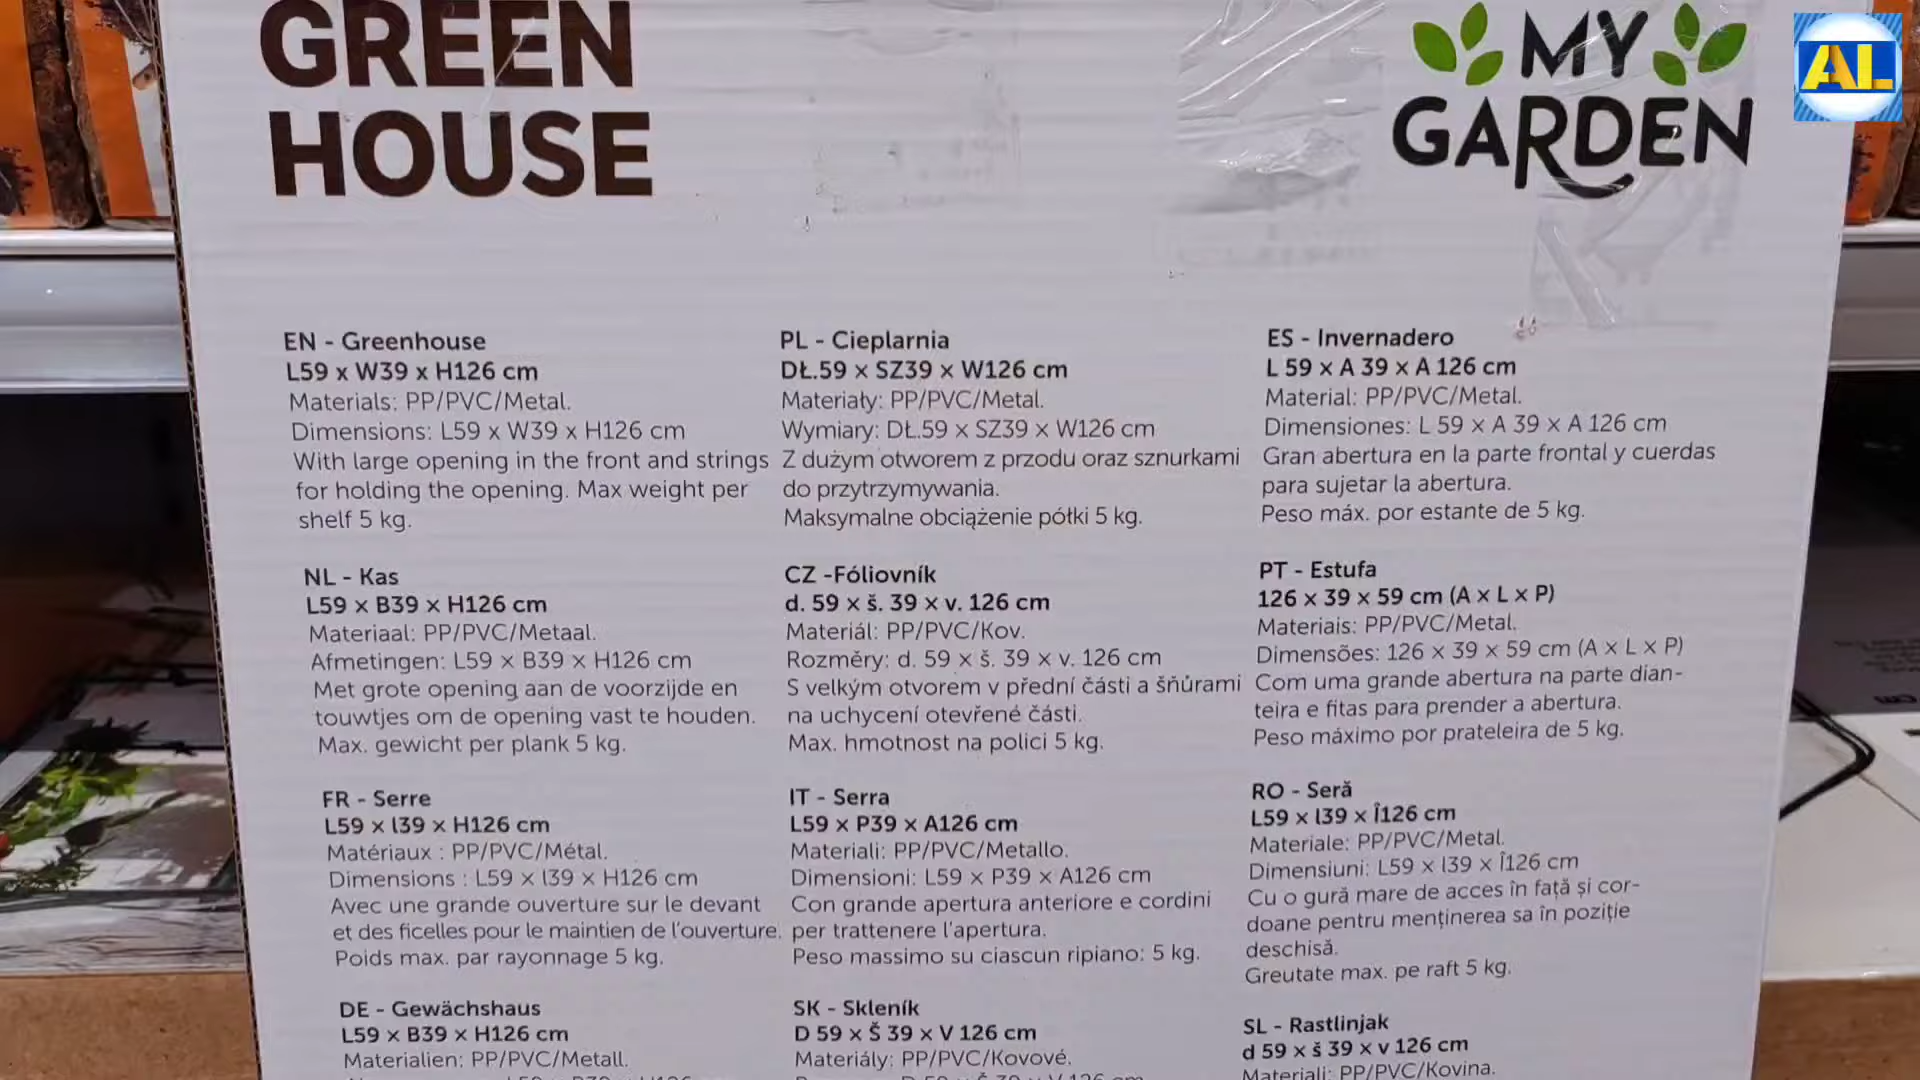 GREEN
HOUSE
MY
GARDEN
AL
EN - Greenhouse
L59 x W39 x H126 cm
Materials: PP/PVC/Metal.
Dimensions: L59 x W39 x H126 cm
With large opening in the front and strings
for holding the opening. Max weight per
shelf 5 kg.
NL - Kas
L59 × B39 × H126 cm
Materiaal: PP/PVC/Metaal.
Afmetingen: L59 × B39 × H126 cm
Met grote opening aan de voorzijde en
touwtjes om de opening vast te houden.
Max. gewicht per plank 5 kg.
FR - Serre
L59 × l39 × H126 cm
Matériaux : PP/PVC/Métal.
Dimensions : L59 × l39 × H126 cm
Avec une grande ouverture sur le devant
et des ficelles pour le maintien de l'ouverture.
Poids max. par rayonnage 5 kg.
DE - Gewächshaus
L59 × B39 × H126 cm
Materialien: PP/PVC/Metall.
PL - Cieplarnia
DŁ.59 × SZ39 × W126 cm
Materiały: PP/PVC/Metal.
Wymiary: DŁ.59 × SZ39 × W126 cm
Z dużym otworem z przodu oraz sznurkami
do przytrzymywania.
Maksymalne obciążenie półki 5 kg.
CZ -Fóliovník
d. 59 × š. 39 × v. 126 cm
Materiál: PP/PVC/Kov.
Rozměry: d. 59 × š. 39 × v. 126 cm
S velkým otvorem v přední části a šňůrami
na uchycení otevřené části.
Max. hmotnost na polici 5 kg.
IT - Serra
L59 × P39 × A126 cm
Materiali: PP/PVC/Metallo.
Dimensioni: L59 × P39 × A126 cm
Con grande apertura anteriore e cordini
per trattenere l'apertura.
Peso massimo su ciascun ripiano: 5 kg.
SK - Skleník
D 59 × Š 39 × V 126 cm
Materiály: PP/PVC/Kovové.
ES - Invernadero
L 59 × A 39 × A 126 cm
Material: PP/PVC/Metal.
Dimensiones: L 59 × A 39 × A 126 cm
Gran abertura en la parte frontal y cuerdas
para sujetar la abertura.
Peso máx. por estante de 5 kg.
PT - Estufa
126 × 39 × 59 cm (A × L × P)
Materiais: PP/PVC/Metal.
Dimensões: 126 × 39 × 59 cm (A × L × P)
Com uma grande abertura na parte dian-
teira e fitas para prender a abertura.
Peso máximo por prateleira de 5 kg.
RO - Seră
L59 × l39 × Î126 cm
Materiale: PP/PVC/Metal.
Dimensiuni: L59 × l39 × Î126 cm
Cu o gură mare de acces în față și cor-
doane pentru menținerea sa în poziție
deschisă.
Greutate max. pe raft 5 kg.
SL - Rastlinjak
d 59 × š 39 × v 126 cm
Materiali: PP/PVC/Kovina.